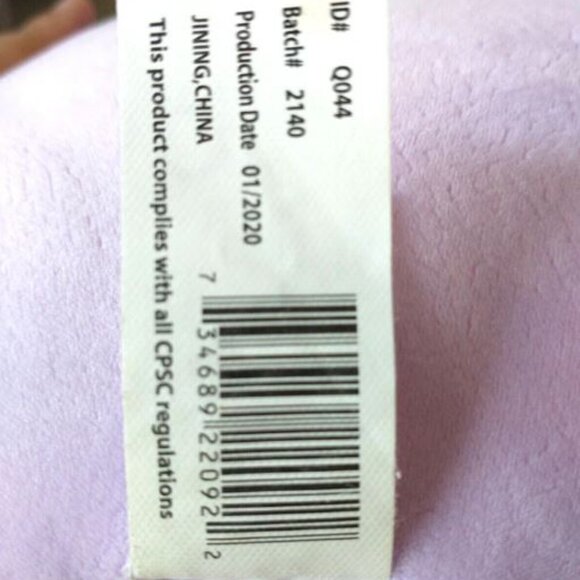 ID# Q044
Batch# 2140
Production Date 01/2020
JINING,CHINA
This product complies with all CPSC regulations
7 34689 22092 2